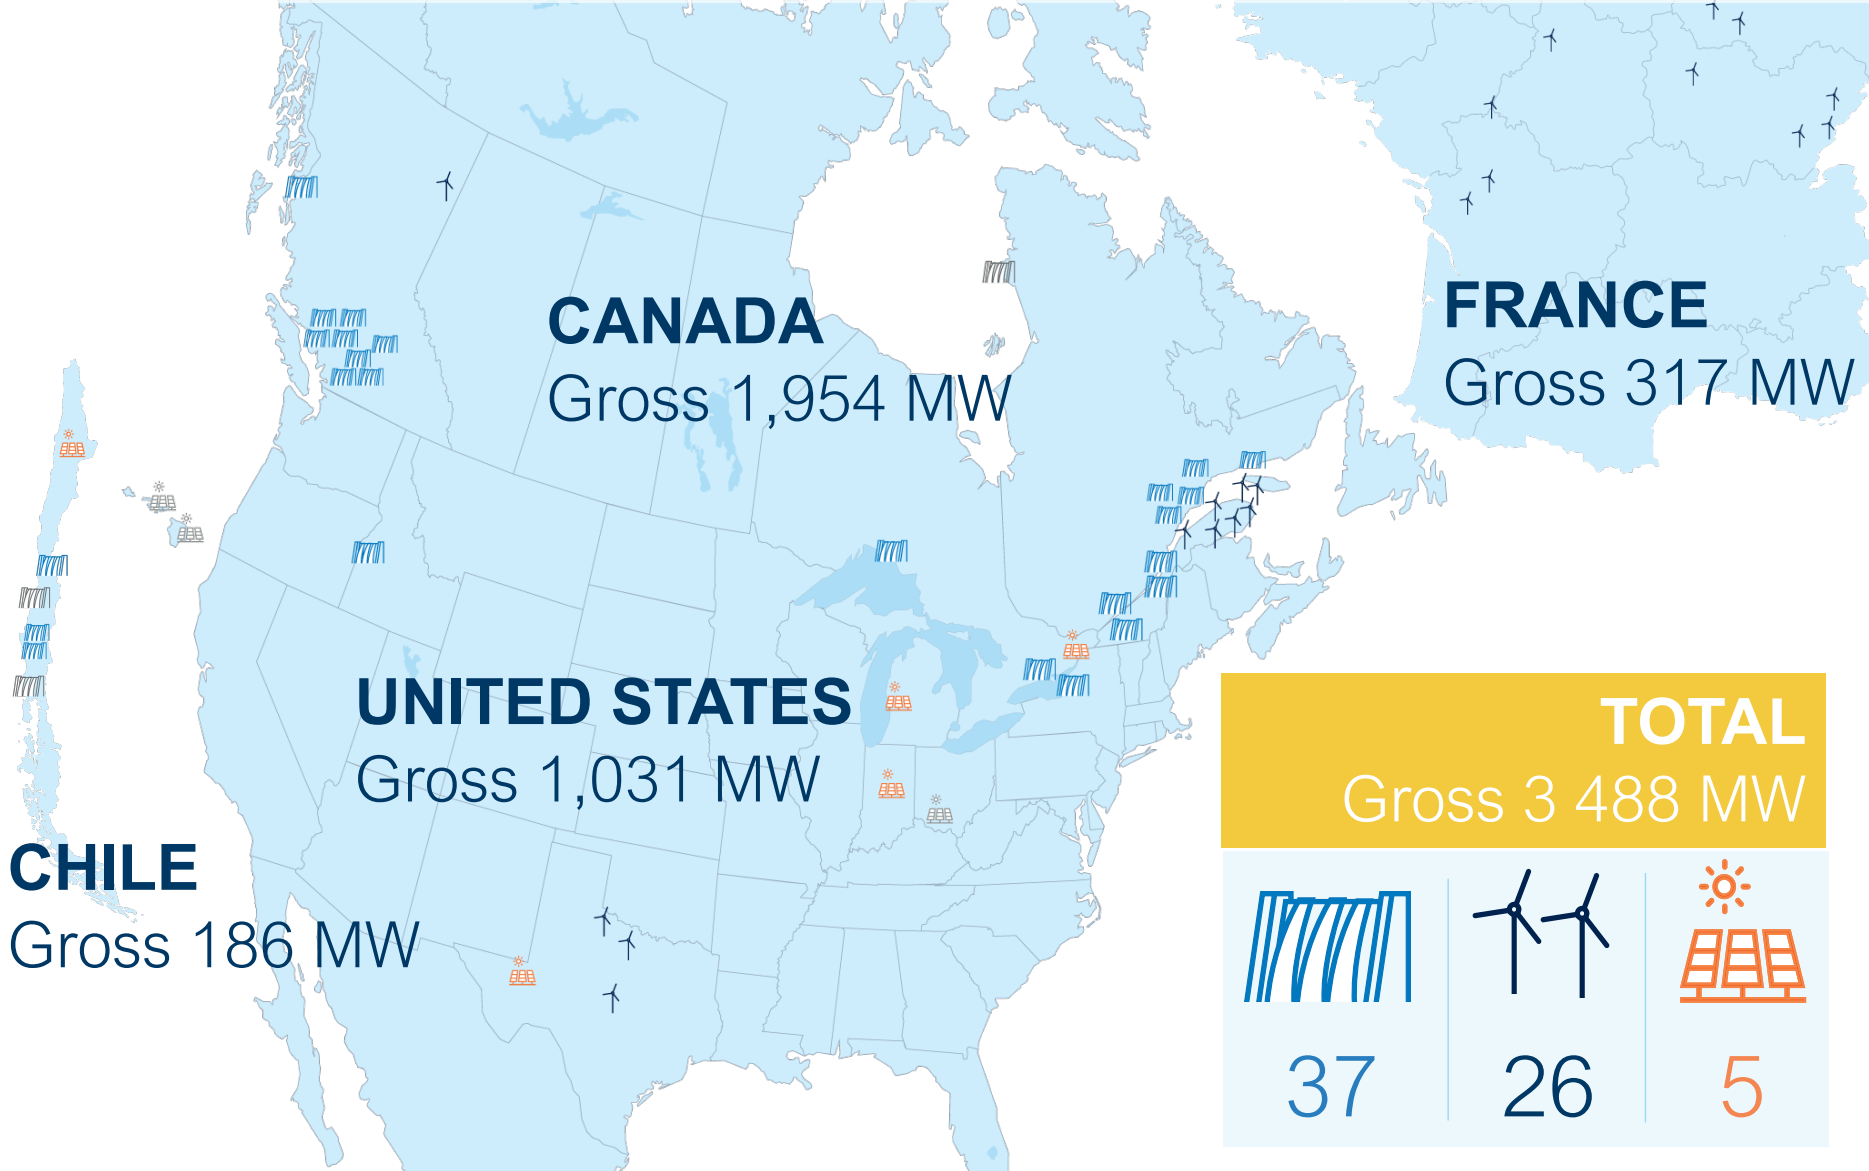 CANADA
Gross 1,954 MW
FRANCE
Gross 317 MW
UNITED STATES
Gross 1,031 MW
CHILE
Gross 186 MW
TOTAL
Gross 3 488 MW
37
26
5